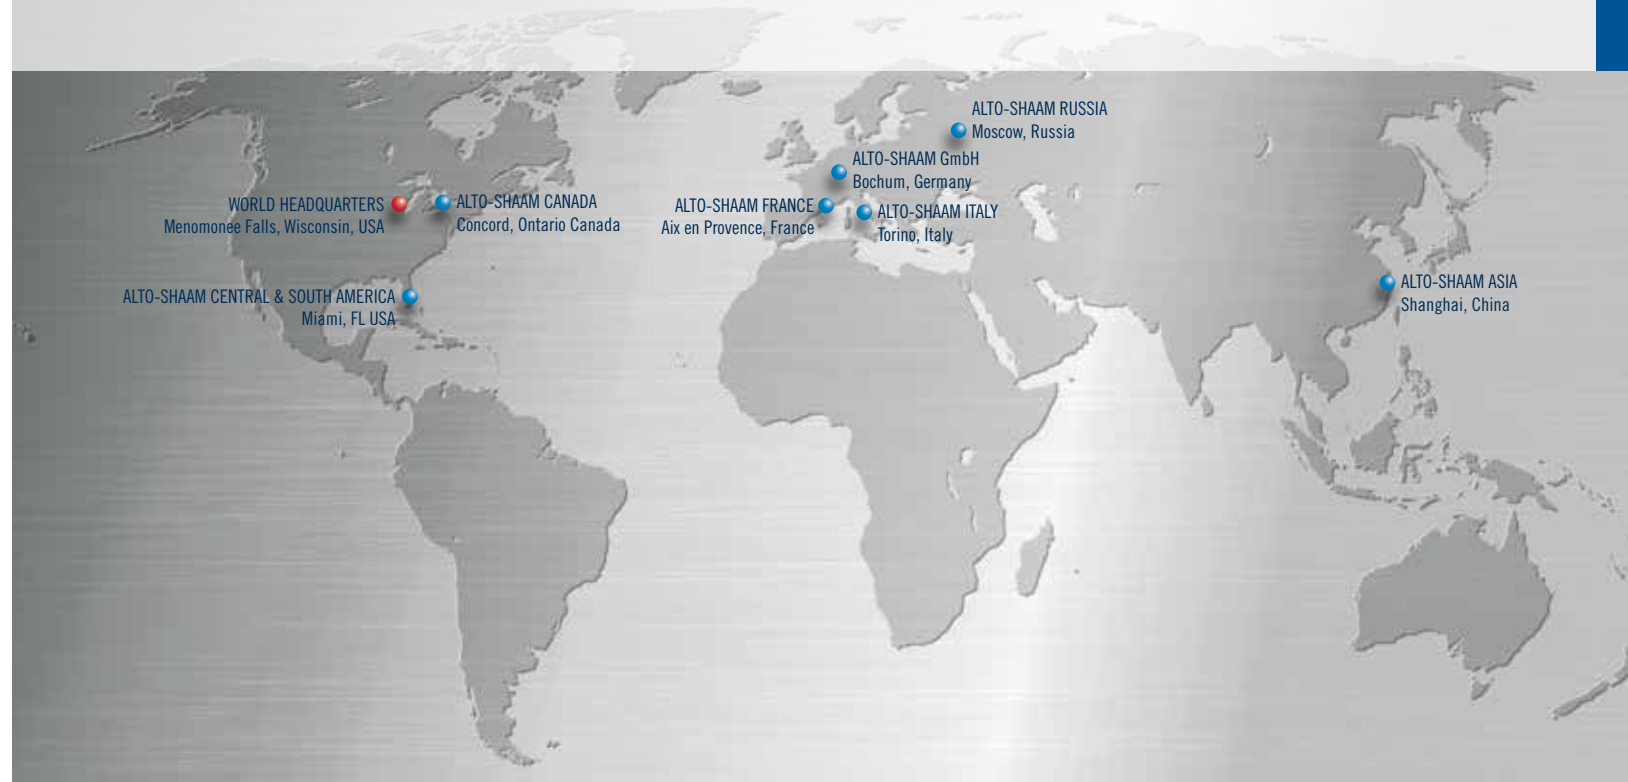 ALTO-SHAAM RUSSIA
Moscow, Russia
ALTO-SHAAM GmbH
Bochum, Germany
WORLD HEADQUARTERS
Menomonee Falls, Wisconsin, USA
ALTO-SHAAM CANADA
Concord, Ontario Canada
ALTO-SHAAM FRANCE
Aix en Provence, France
ALTO-SHAAM ITALY
Torino, Italy
ALTO-SHAAM CENTRAL & SOUTH AMERICA
Miami, FL USA
ALTO-SHAAM ASIA
Shanghai, China